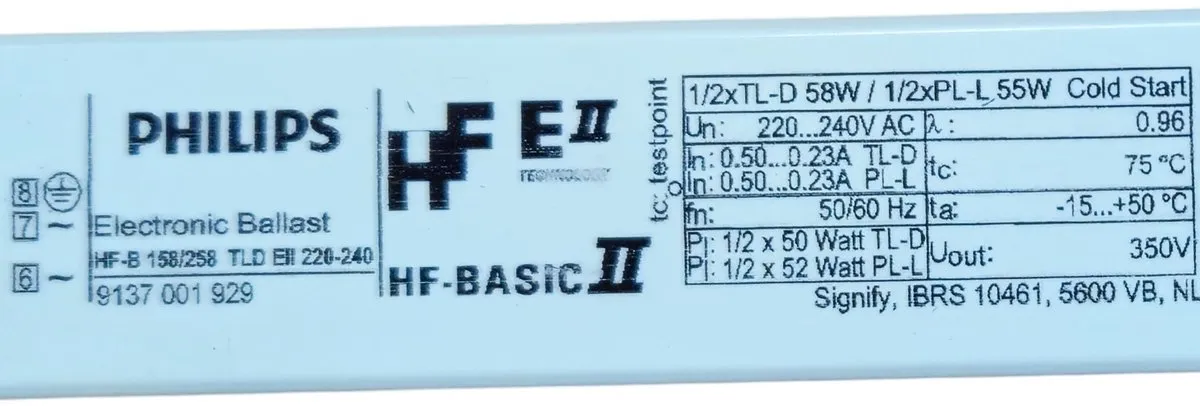 8
7 ~
6 ~
PHILIPS
Electronic Ballast
HF-B 158/258 TLD EII 220-240
9137 001 929
HF EII
TECHNOLOGY
HF-BASIC II
tc: testpoint
1/2xTL-D 58W / 1/2xPL-L 55W Cold Start
Un: 220...240V AC λ: 0.96
In: 0.50...0.23A TL-D
In: 0.50...0.23A PL-L
tc: 75 °C
fn: 50/60 Hz ta: -15...+50 °C
PI: 1/2 x 50 Watt TL-D
PI: 1/2 x 52 Watt PL-L
Uout: 350V
Signify, IBRS 10461, 5600 VB, NL